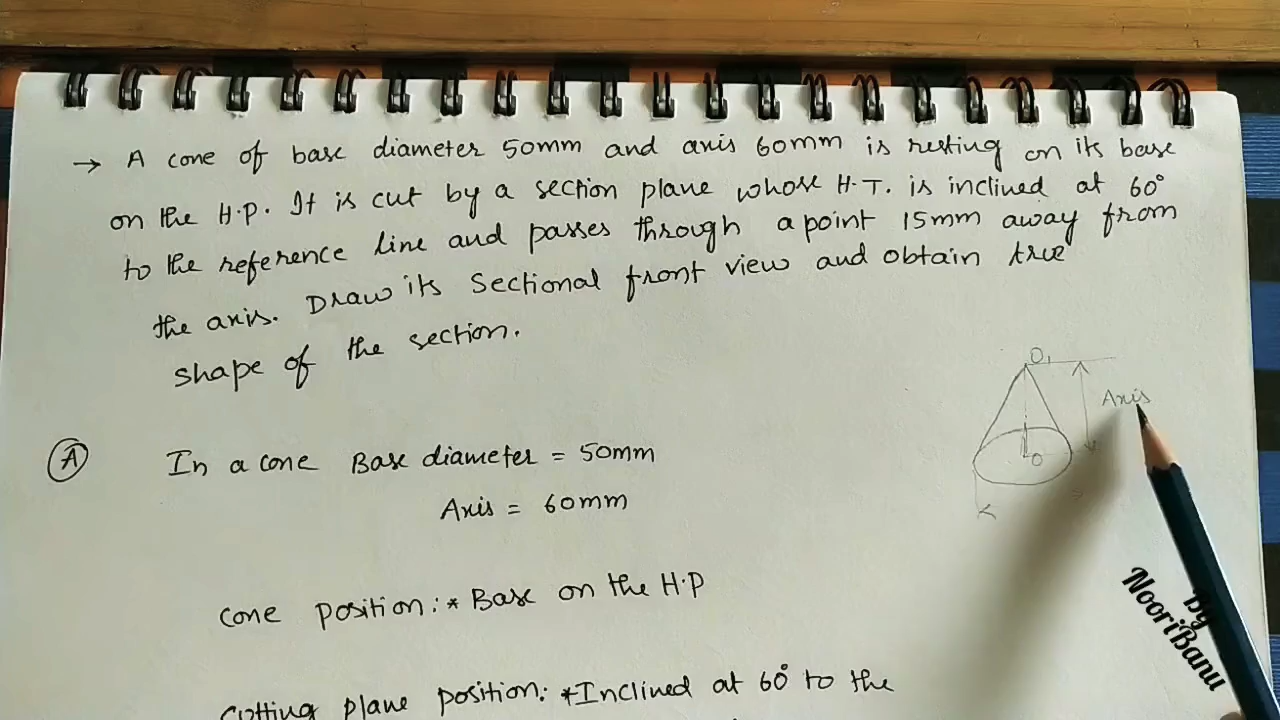 → A cone of base diameter 50mm and axis 60mm is resting on its base
on the H.P. It is cut by a section plane whose H.T. is inclined at 60°
to the reference line and passes through a point 15mm away from
the axis. Draw its Sectional front view and obtain true
shape of the section.
O₁
Axis
O
A In a cone Base diameter = 50mm
Axis = 60mm
Cone position: * Base on the H.P
Cutting plane position: *Inclined at 60° to the
By
NooriBanu